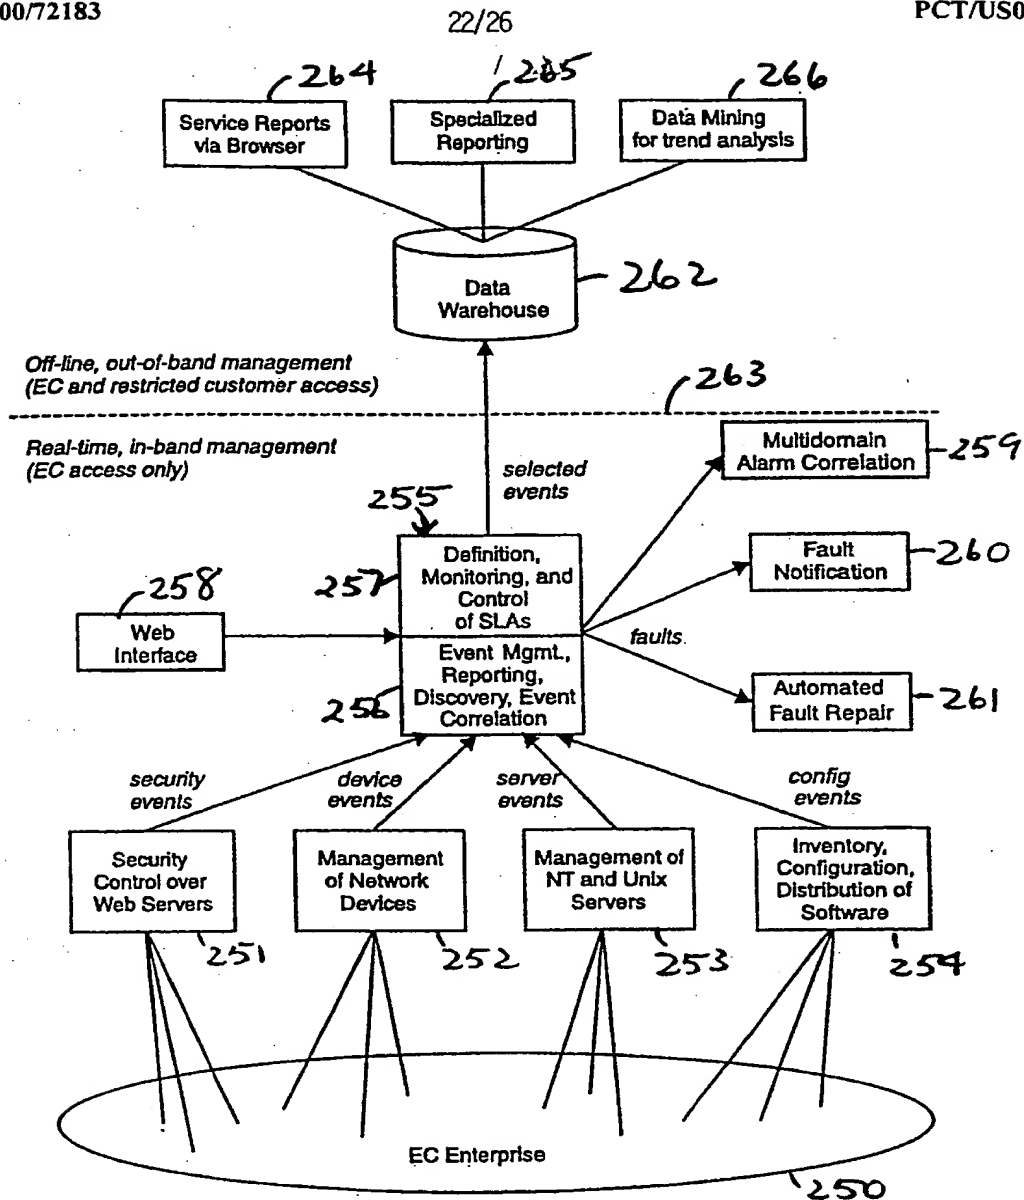 00/72183
22/26
PCT/US0
264
265
266
Service Reports
via Browser
Specialized
Reporting
Data Mining
for trend analysis
Data
Warehouse
262
Off-line, out-of-band management
(EC and restricted customer access)
263
Real-time, in-band management
(EC access only)
selected
events
Multidomain
Alarm Correlation
259
255
257
Definition,
Monitoring, and
Control
of SLAs
Fault
Notification
260
258
Web
Interface
faults
256
Event Mgmt.,
Reporting,
Discovery, Event
Correlation
Automated
Fault Repair
261
security
events
device
events
server
events
config
events
Security
Control over
Web Servers
Management
of Network
Devices
Management of
NT and Unix
Servers
Inventory,
Configuration,
Distribution of
Software
251
252
253
254
EC Enterprise
250